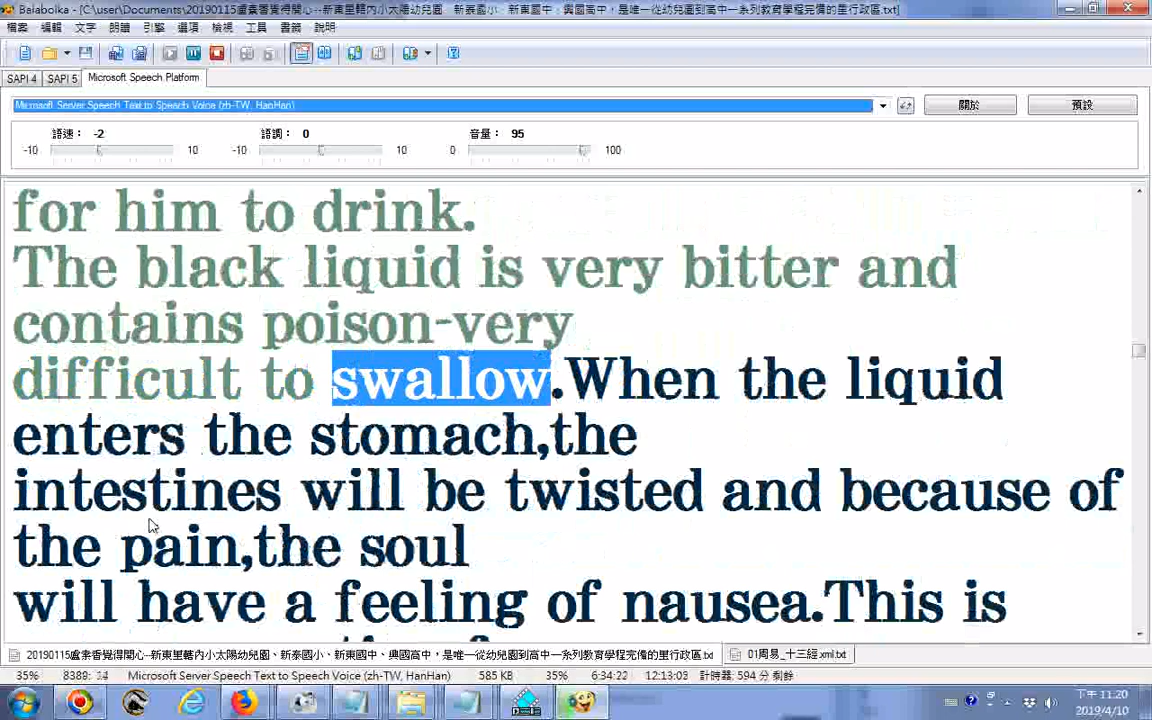 Balabolka - [C:\user\Documents\20190115盧素香覺得開心--新東里轄內小太陽幼兒園、新泰國小、新東國中、興國高中，是唯一從幼兒園到高中一系列教育學程完備的里行政區.txt]
檔案 編輯 文字 朗讀 引擎 選項 檢視 工具 書籤 說明
SAPI 4 SAPI 5 Microsoft Speech Platform
Microsoft Server Speech Text to Speech Voice (zh-TW, HanHan) 關於 預設
語速： -2 語調： 0 音量： 95
-10 10 -10 10 0 100
for him to drink.
The black liquid is very bitter and
contains poison-very
difficult to swallow.When the liquid
enters the stomach,the
intestines will be twisted and because of
the pain,the soul
will have a feeling of nausea.This is
20190115盧素香覺得開心--新東里轄內小太陽幼兒園、新泰國小、新東國中、興國高中，是唯一從幼兒園到高中一系列教育學程完備的里行政區.txt 01周易_十三經.xml.txt
35% 8389: 14 Microsoft Server Speech Text to Speech Voice (zh-TW, HanHan) 585 KB 35% 6:34:22 12:13:03 計時器: 594 分 剩餘
下午 11:20
2019/4/10